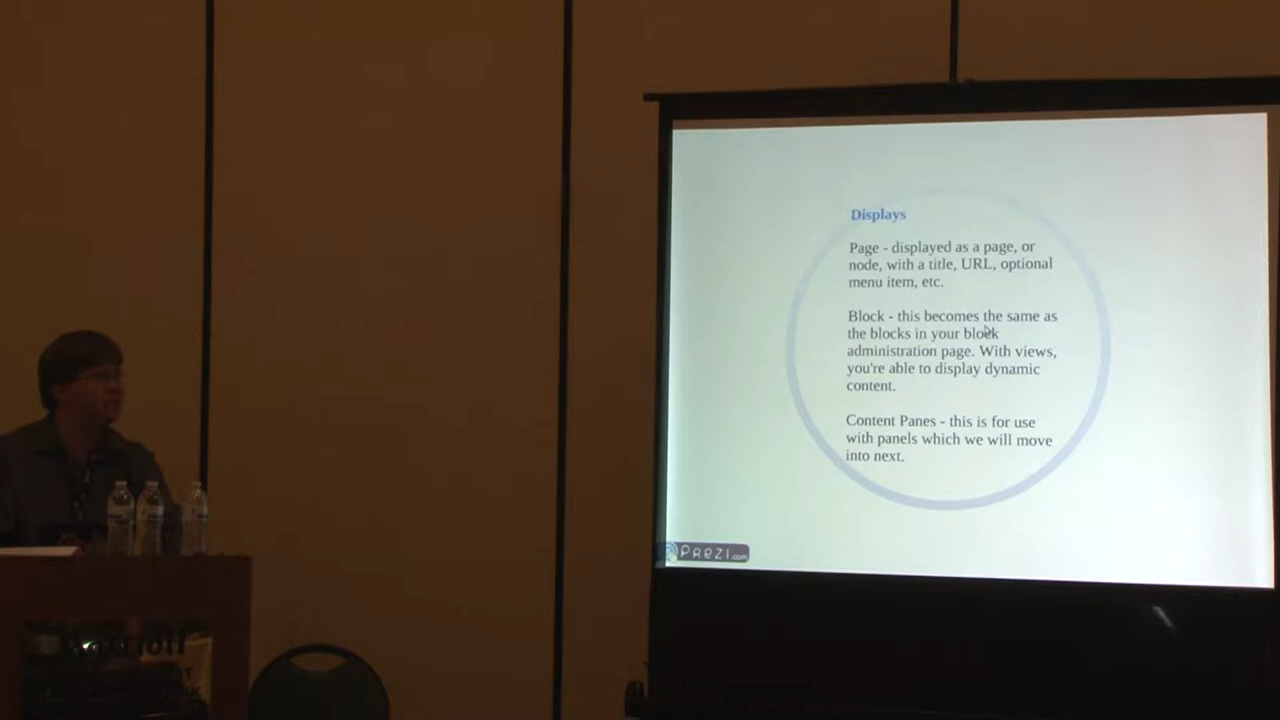 Displays
Page - displayed as a page, or
node, with a title, URL, optional
menu item, etc.
Block - this becomes the same as
the blocks in your block
administration page. With views,
you're able to display dynamic
content.
Content Panes - this is for use
with panels which we will move
into next.
Prezi.com
Marriott